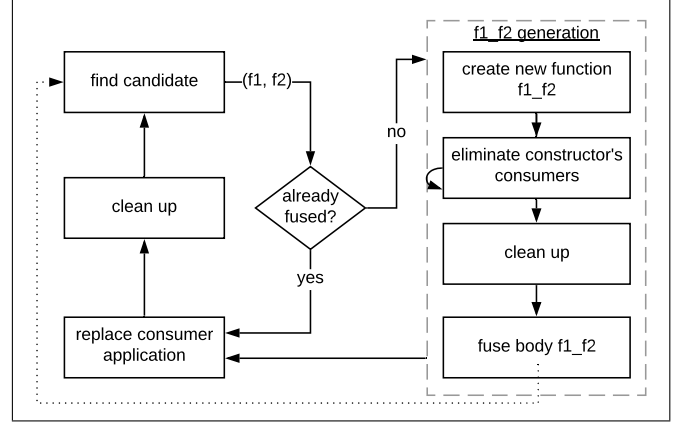 f1_f2 generation
find candidate
(f1, f2)
create new function
f1_f2
no
eliminate constructor's
consumers
already
fused?
clean up
clean up
yes
replace consumer
application
fuse body f1_f2